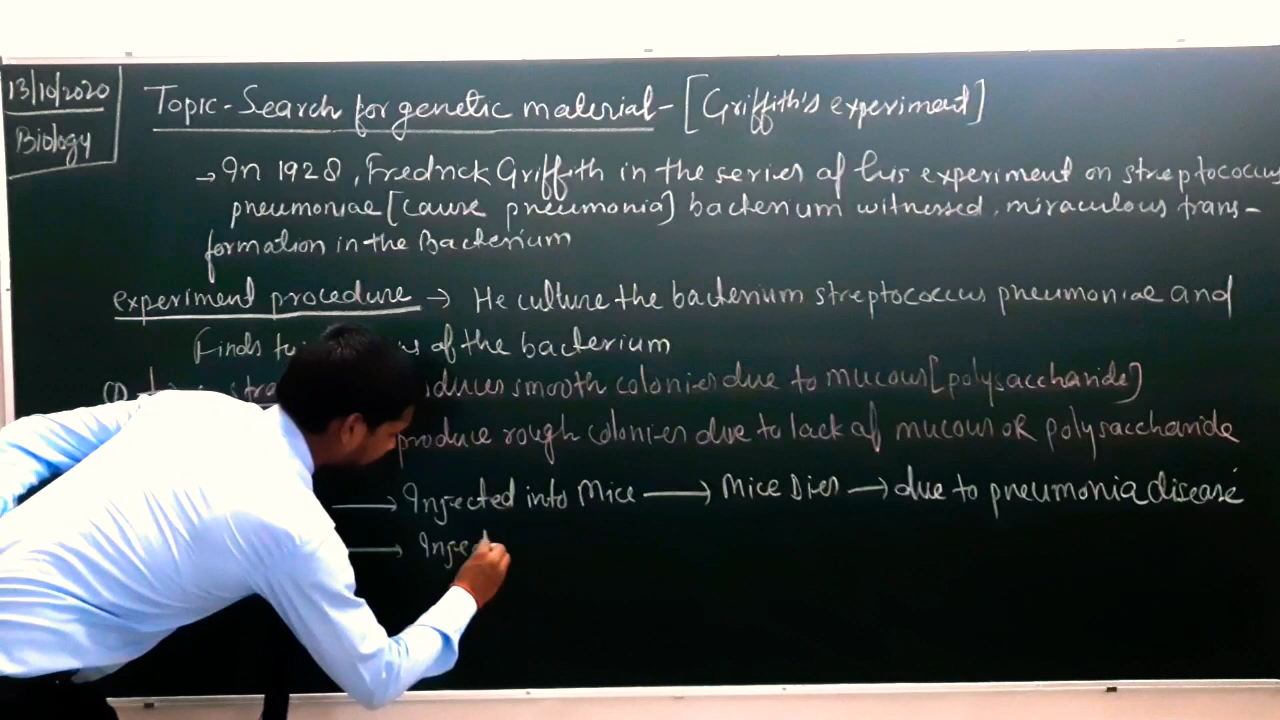 13/10/2020
Biology
Topic - Search for genetic material - [Griffith's experiment]
→ In 1928, Fredrick Griffith in the series of his experiment on streptococcus
pneumoniae [cause pneumonia] bacterium witnessed, miraculous trans-
formation in the Bacterium
experiment procedure → He culture the bacterium streptococcus pneumoniae and
Finds of the bacterium
smooth colonies due to mucous [polysaccharide]
produce rough colonies due to lack of mucous OR polysaccharide
→ Injected into Mice → Mice Dies → due to pneumonia disease
→ Injec